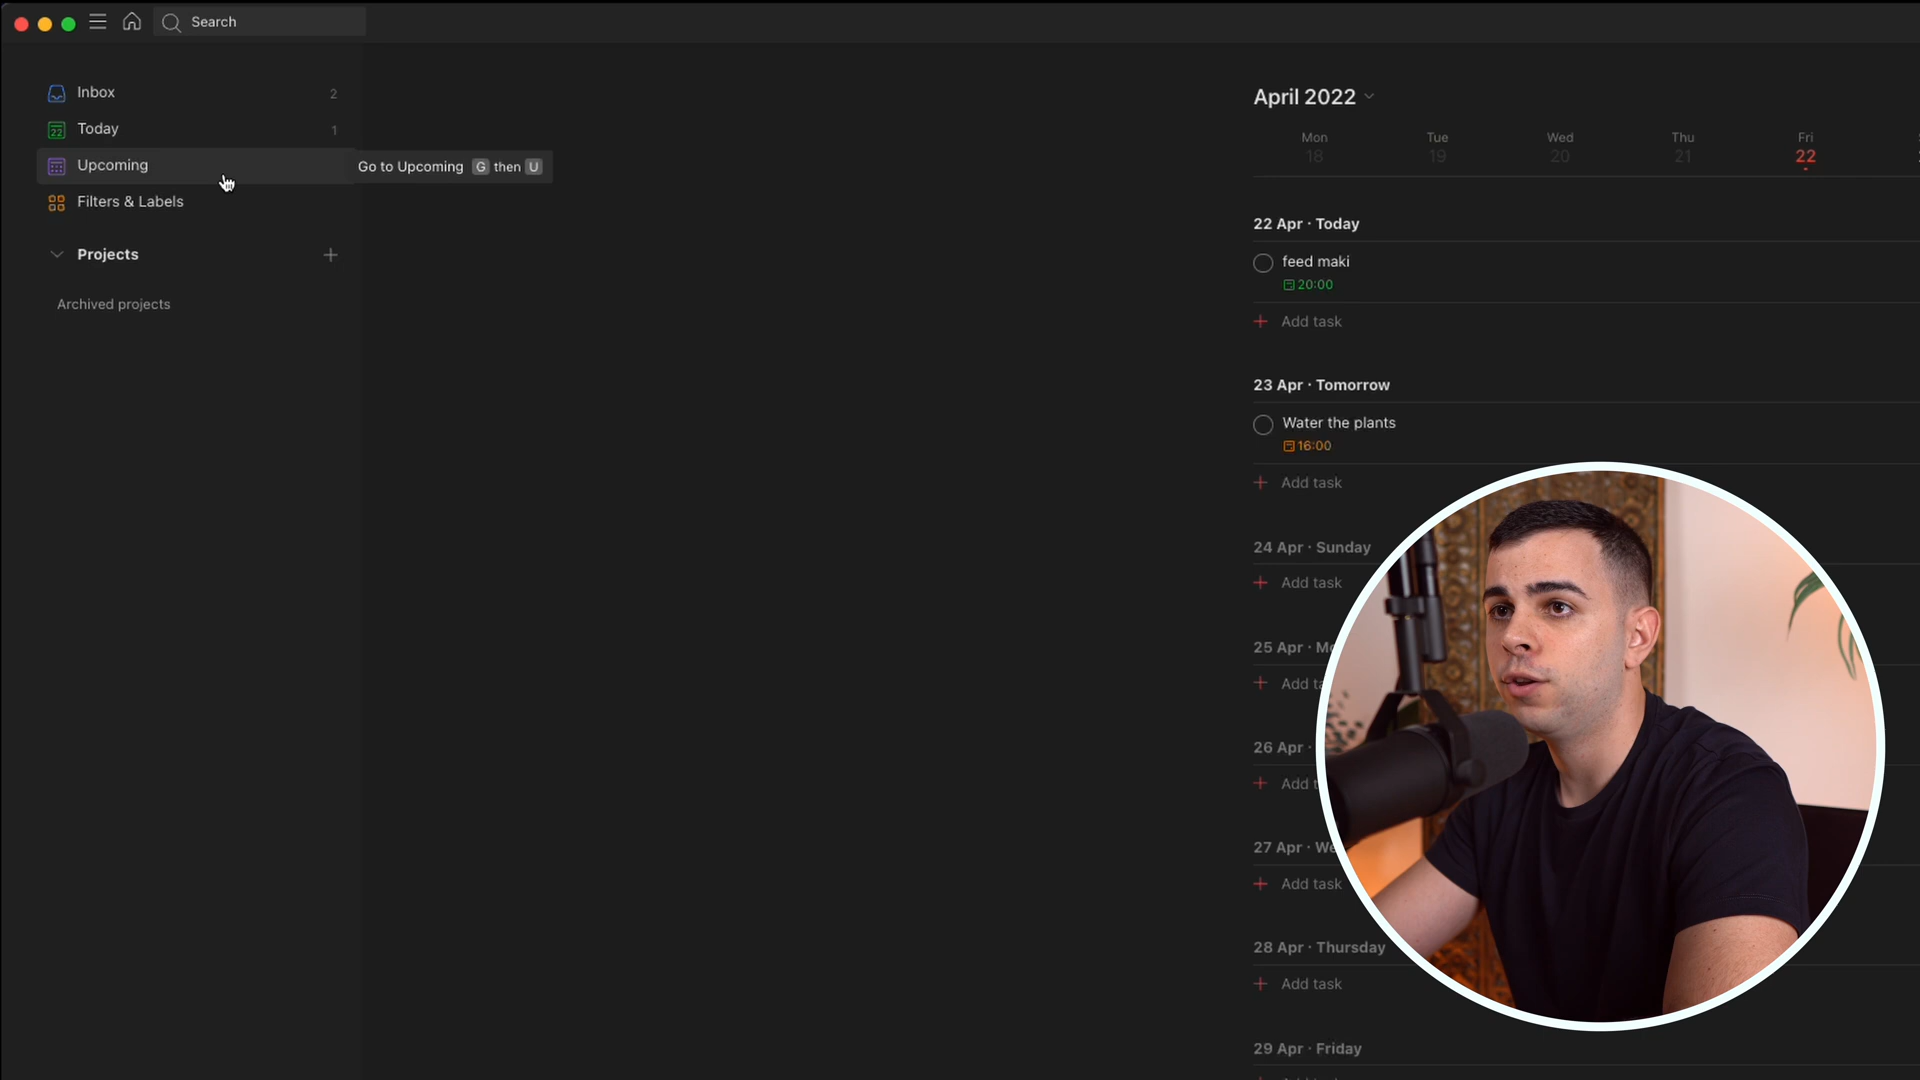 Search
Inbox 2
22 Today 1
Upcoming
Go to Upcoming G then U
Filters & Labels
Projects
Archived projects
April 2022
Mon Tue Wed Thu Fri
18 19 20 21 22
22 Apr · Today
feed maki
20:00
Add task
23 Apr · Tomorrow
Water the plants
16:00
Add task
24 Apr · Sunday
Add task
25 Apr ·
Add
26 Apr ·
Add
27 Apr ·
Add task
28 Apr · Thursday
Add task
29 Apr · Friday